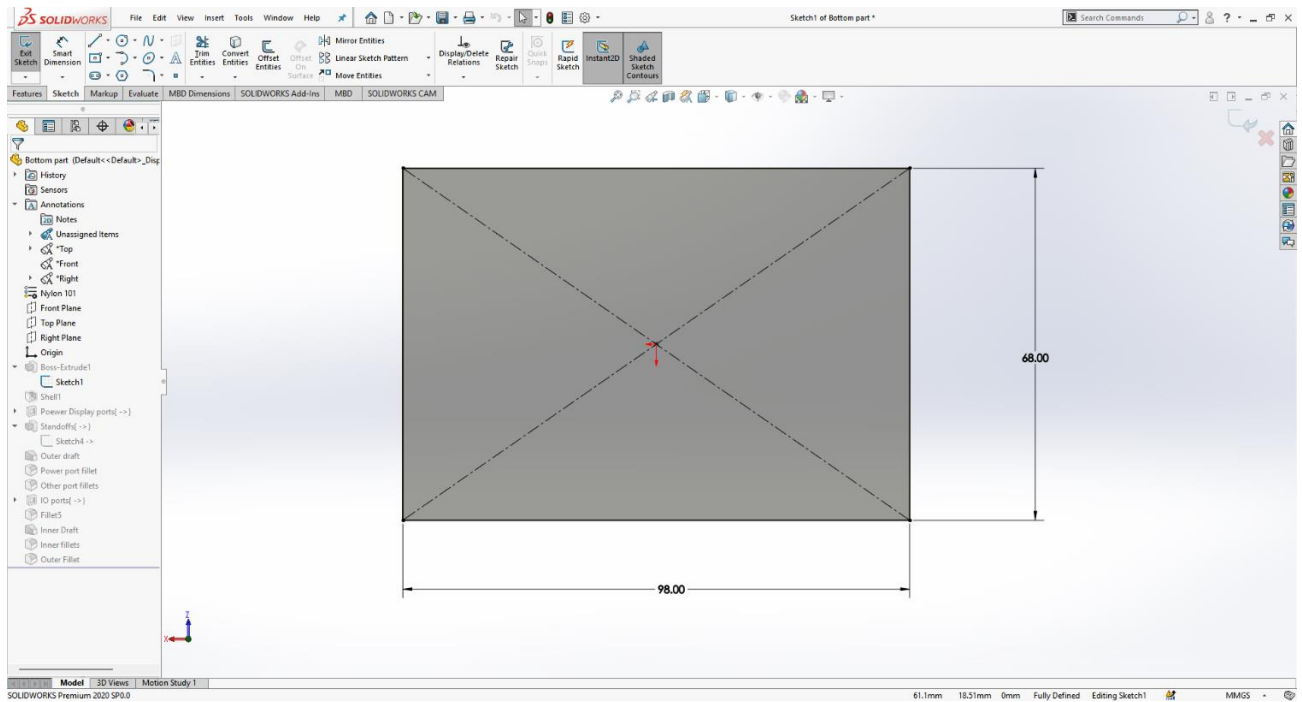 SOLIDWORKS File Edit View Insert Tools Window Help Sketch1 of Bottom part * Search Commands ?
Exit Sketch Smart Dimension Trim Entities Convert Entities Offset Entities Offset On Surface Mirror Entities Linear Sketch Pattern Move Entities Display/Delete Relations Repair Sketch Quick Snaps Rapid Sketch Instant2D Shaded Sketch Contours
Features Sketch Markup Evaluate MBD Dimensions SOLIDWORKS Add-Ins MBD SOLIDWORKS CAM
Bottom part (Default<<Default>_Disp
History
Sensors
Annotations
Notes
Unassigned Items
*Top
*Front
*Right
Nylon 101
Front Plane
Top Plane
Right Plane
Origin
Boss-Extrude1
Sketch1
Shell1
Poewer Display ports[ ->]
Standoffs[ ->]
Sketch4 ->
Outer draft
Power port fillet
Other port fillets
IO ports[ ->]
Fillet5
Inner Draft
Inner fillets
Outer Fillet
68.00
98.00
Z
X
Model 3D Views Motion Study 1
SOLIDWORKS Premium 2020 SP0.0 61.1mm 18.51mm 0mm Fully Defined Editing Sketch1 MMGS